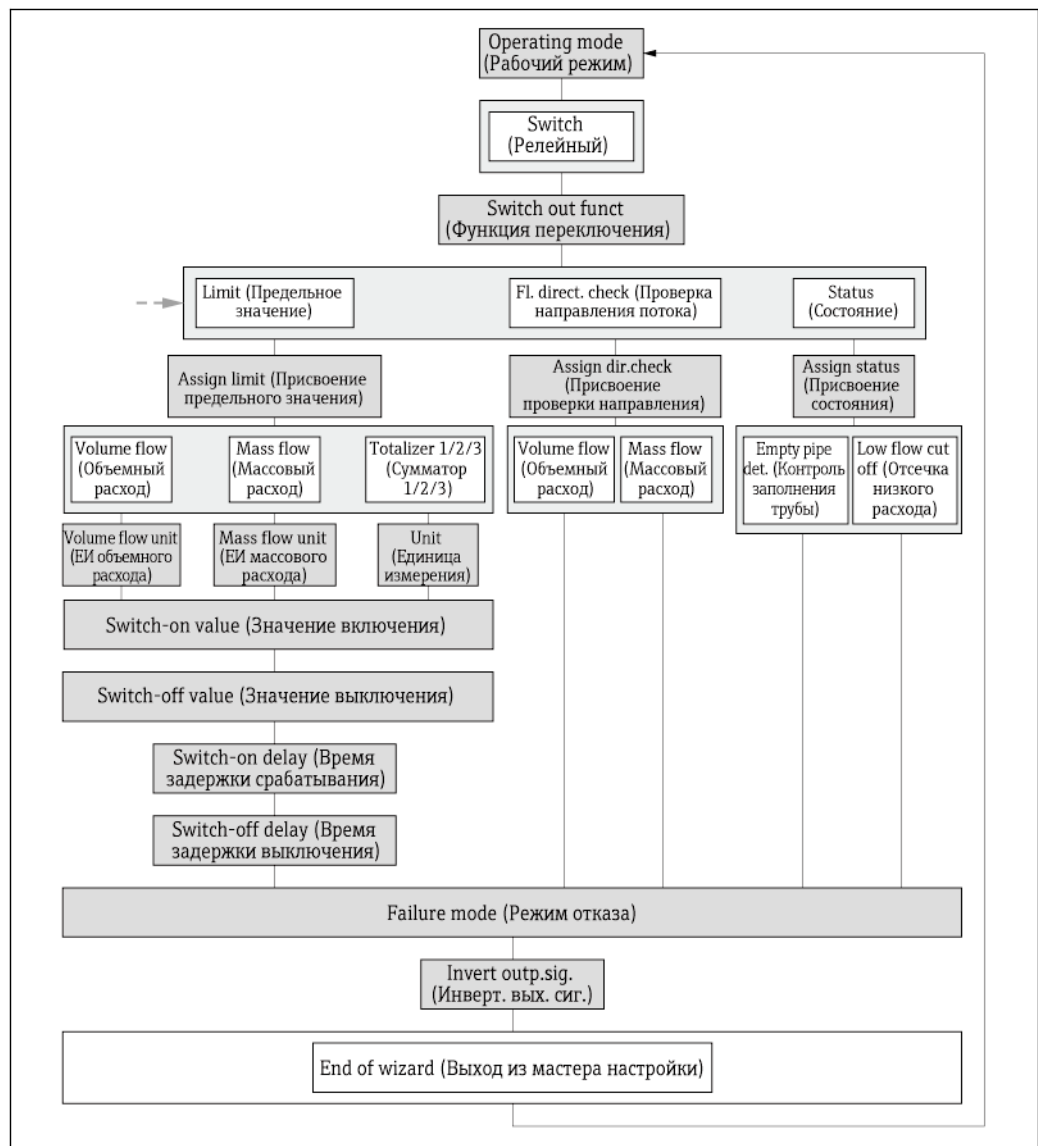 Operating mode
(Рабочий режим)
Switch
(Релейный)
Switch out funct
(Функция переключения)
Limit (Предельное
значение)
Fl. direct. check (Проверка
направления потока)
Status
(Состояние)
Assign limit (Присвоение
предельного значения)
Assign dir.check
(Присвоение
проверки направления)
Assign status
(Присвоение
состояния)
Volume flow
(Объемный
расход)
Mass flow
(Массовый
расход)
Totalizer 1/2/3
(Сумматор
1/2/3)
Volume flow
(Объемный
расход)
Mass flow
(Массовый
расход)
Empty pipe
det. (Контроль
заполнения
трубы)
Low flow cut
off (Отсечка
низкого
расхода)
Volume flow unit
(ЕИ объемного
расхода)
Mass flow unit
(ЕИ массового
расхода)
Unit
(Единица
измерения)
Switch-on value (Значение включения)
Switch-off value (Значение выключения)
Switch-on delay (Время
задержки срабатывания)
Switch-off delay (Время
задержки выключения)
Failure mode (Режим отказа)
Invert outp.sig.
(Инверт. вых. сиг.)
End of wizard (Выход из мастера настройки)